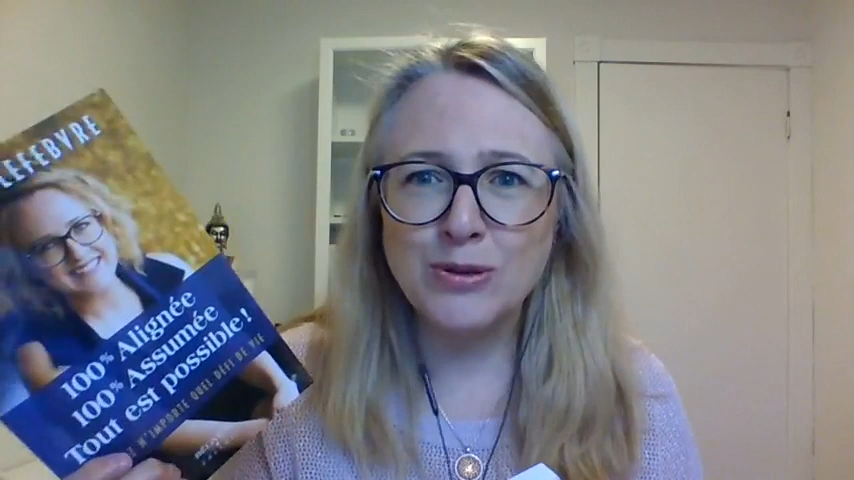 LEFEBVRE
100% Alignée
100% Assumée
Tout est possible!
N'IMPORTE QUEL DÉFI DE VIE